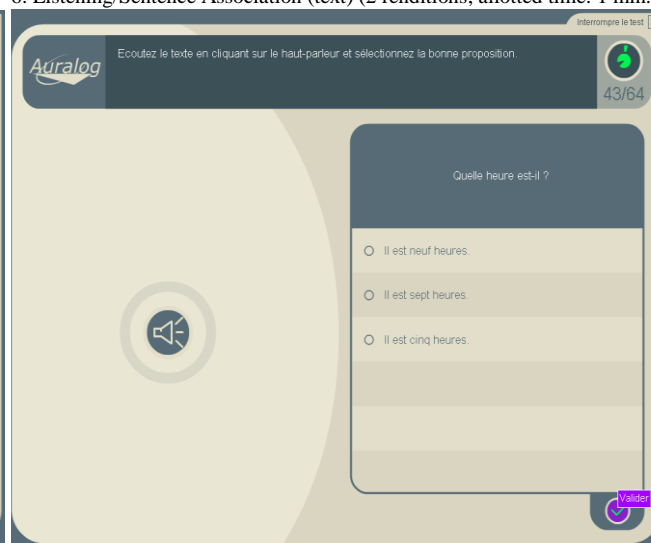 6. Listening/Sentence Association (text) (2 renditions; allotted time: 1 min.
Interrompre le test
Auralog
Ecoutez le texte en cliquant sur le haut-parleur et sélectionnez la bonne proposition.
43/64
Quelle heure est-il ?
Il est neuf heures.
Il est sept heures.
Il est cinq heures.
Valider